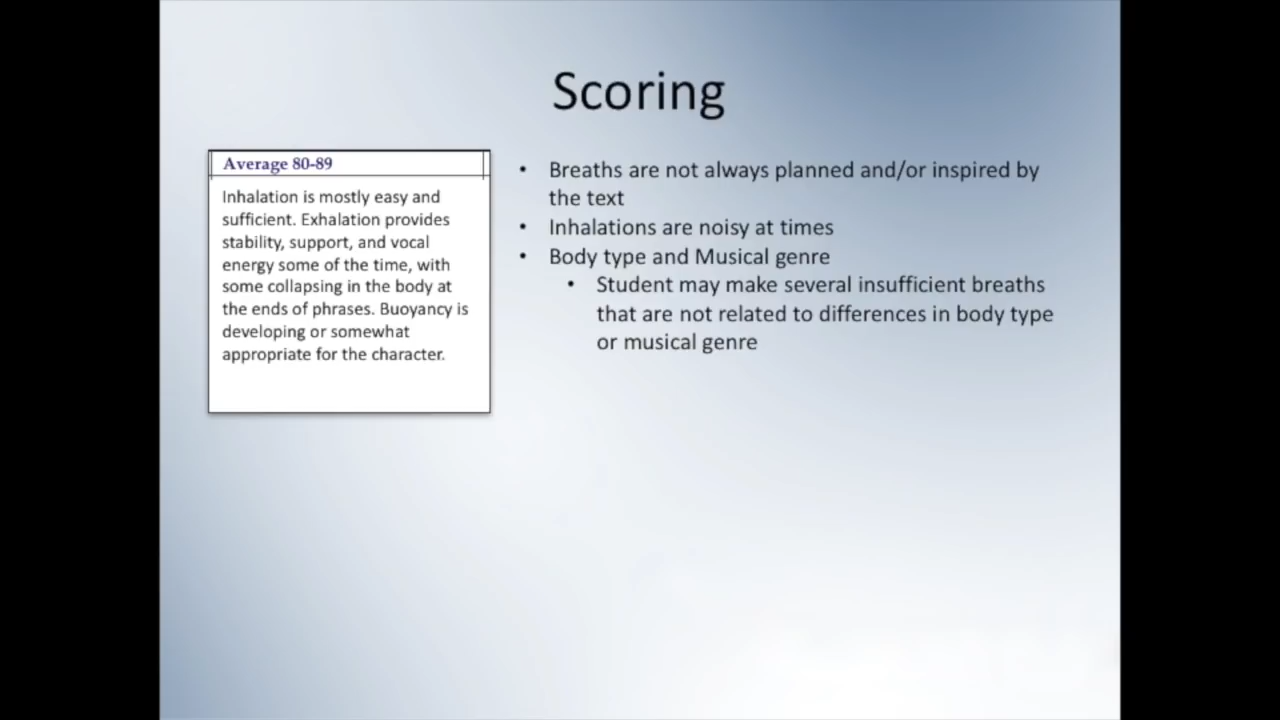 Scoring
Average 80-89
Inhalation is mostly easy and
sufficient. Exhalation provides
stability, support, and vocal
energy some of the time, with
some collapsing in the body at
the ends of phrases. Buoyancy is
developing or somewhat
appropriate for the character.
• Breaths are not always planned and/or inspired by
the text
• Inhalations are noisy at times
• Body type and Musical genre
• Student may make several insufficient breaths
that are not related to differences in body type
or musical genre